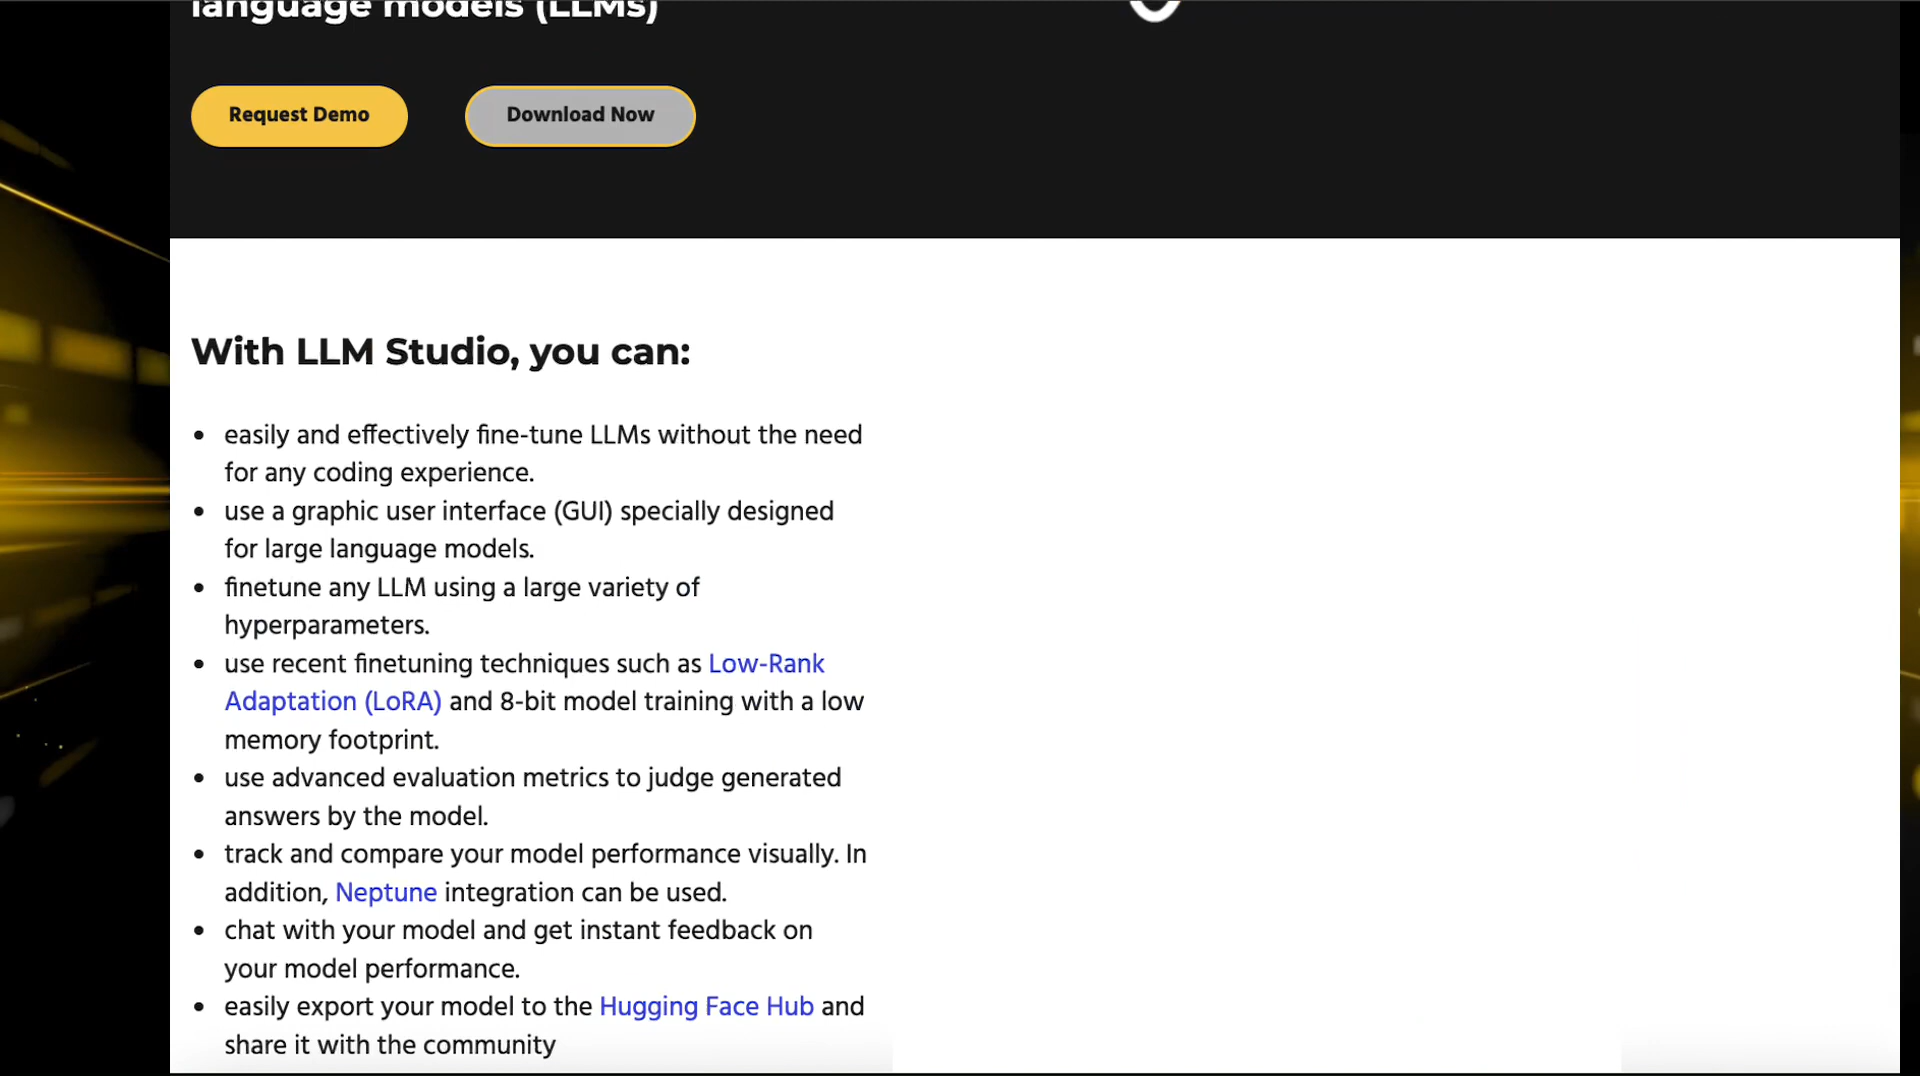 language models (LLMs)
Request Demo
Download Now
With LLM Studio, you can:
• easily and effectively fine-tune LLMs without the need
for any coding experience.
• use a graphic user interface (GUI) specially designed
for large language models.
• finetune any LLM using a large variety of
hyperparameters.
• use recent finetuning techniques such as Low-Rank
Adaptation (LoRA) and 8-bit model training with a low
memory footprint.
• use advanced evaluation metrics to judge generated
answers by the model.
• track and compare your model performance visually. In
addition, Neptune integration can be used.
• chat with your model and get instant feedback on
your model performance.
• easily export your model to the Hugging Face Hub and
share it with the community